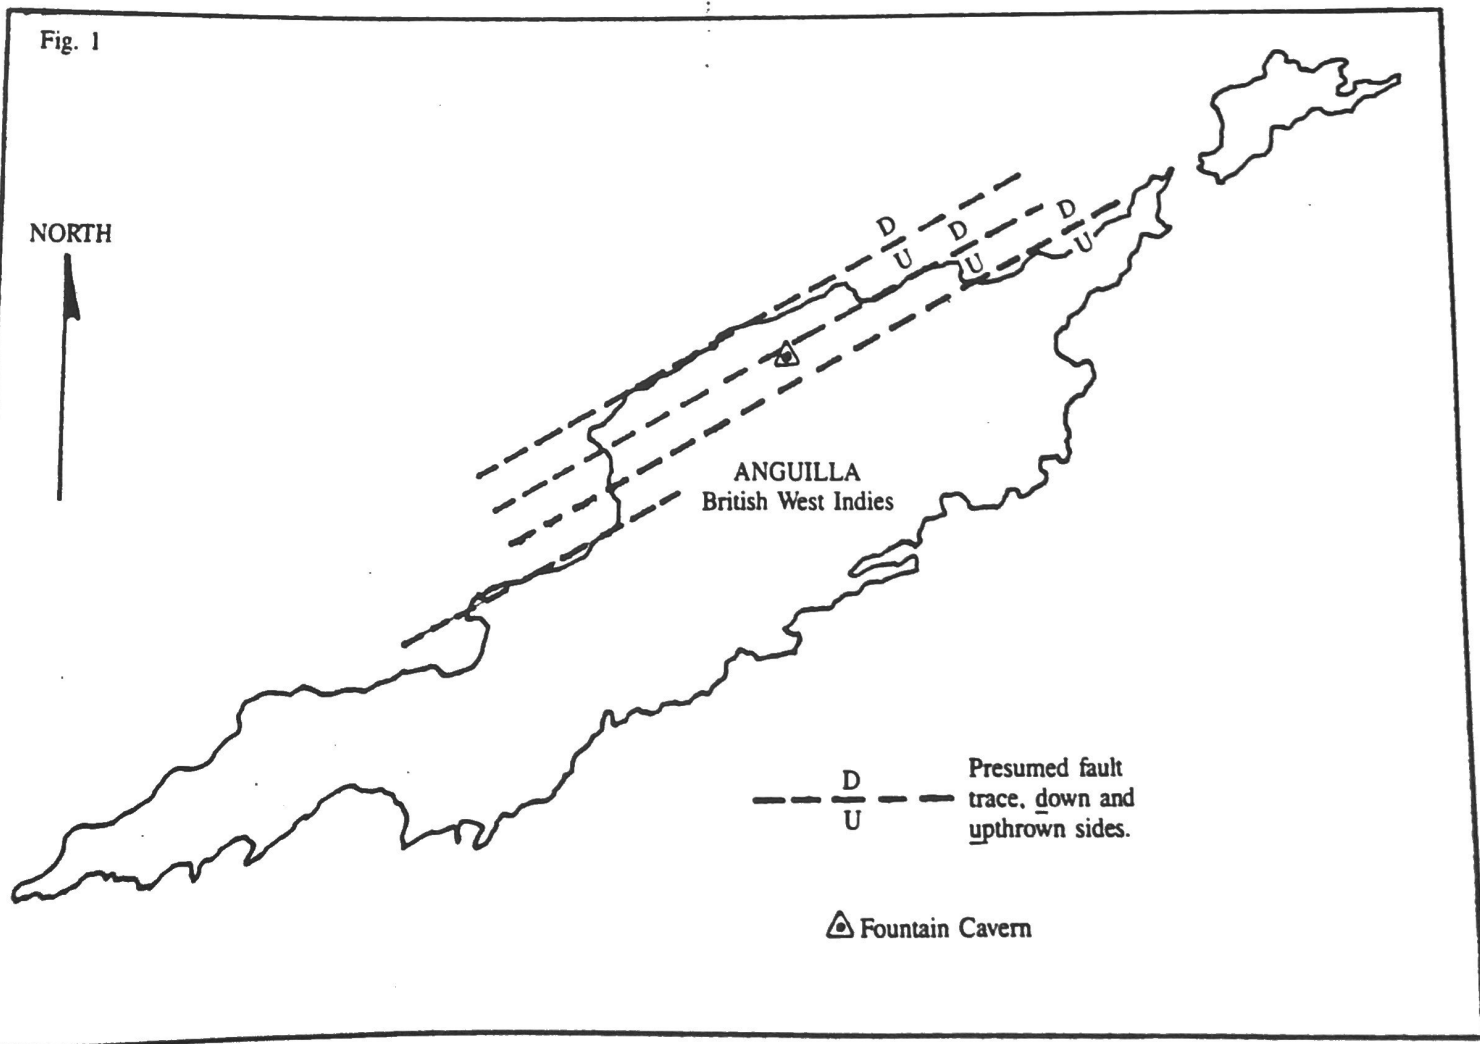 Fig. 1
NORTH
D
U
D
U
D
U
ANGUILLA
British West Indies
D
U
Presumed fault
trace, down and
upthrown sides.
Fountain Cavern